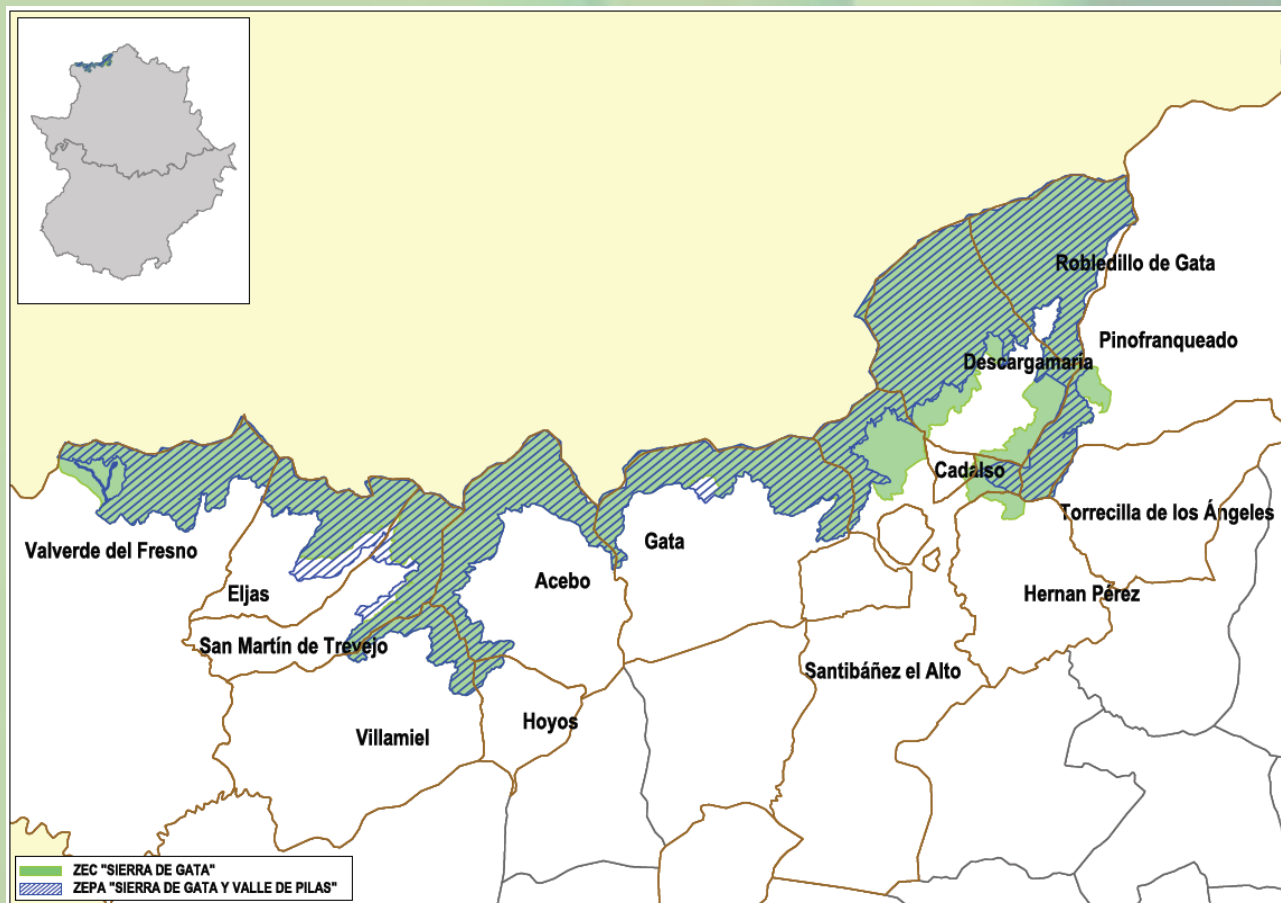 Robledillo de Gata
Pinofranqueado
Descargamaría
Cadalso
Torrecilla de los Ángeles
Valverde del Fresno
Gata
Acebo
Eljas
Hernan Pérez
San Martín de Trevejo
Santibáñez el Alto
Hoyos
Villamiel
ZEC "SIERRA DE GATA"
ZEPA "SIERRA DE GATA Y VALLE DE PILAS"